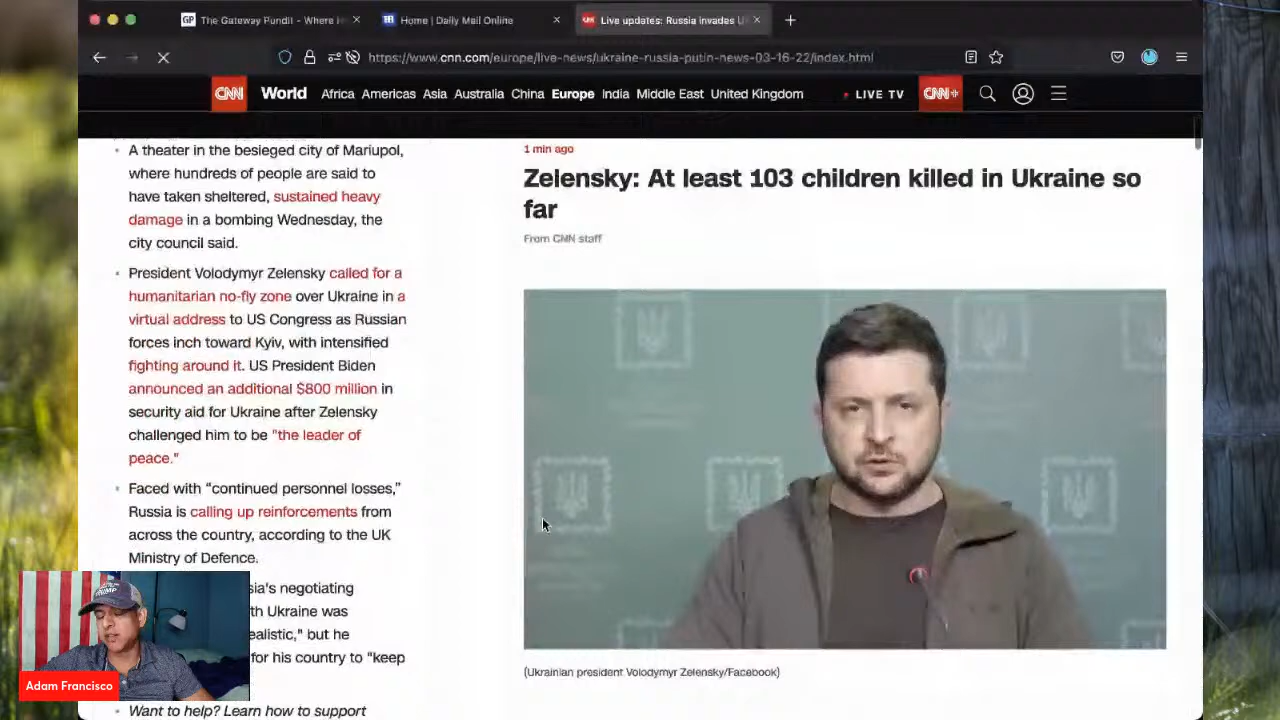 The Gateway Pundit - Where H
Home | Daily Mail Online
Live updates: Russia invades U
https://www.cnn.com/europe/live-news/ukraine-russia-putin-news-03-16-22/index.html
CNN World Africa Americas Asia Australia China Europe India Middle East United Kingdom LIVE TV CNN+
A theater in the besieged city of Mariupol,
where hundreds of people are said to
have taken sheltered, sustained heavy
damage in a bombing Wednesday, the
city council said.
President Volodymyr Zelensky called for a
humanitarian no-fly zone over Ukraine in a
virtual address to US Congress as Russian
forces inch toward Kyiv, with intensified
fighting around it. US President Biden
announced an additional $800 million in
security aid for Ukraine after Zelensky
challenged him to be "the leader of
peace."
Faced with “continued personnel losses,”
Russia is calling up reinforcements from
across the country, according to the UK
Ministry of Defence.
sia's negotiating
th Ukraine was
ealistic," but he
for his country to “keep
Want to help? Learn how to support
1 min ago
Zelensky: At least 103 children killed in Ukraine so
far
From CNN staff
(Ukrainian president Volodymyr Zelensky/Facebook)
TRUMP
Adam Francisco